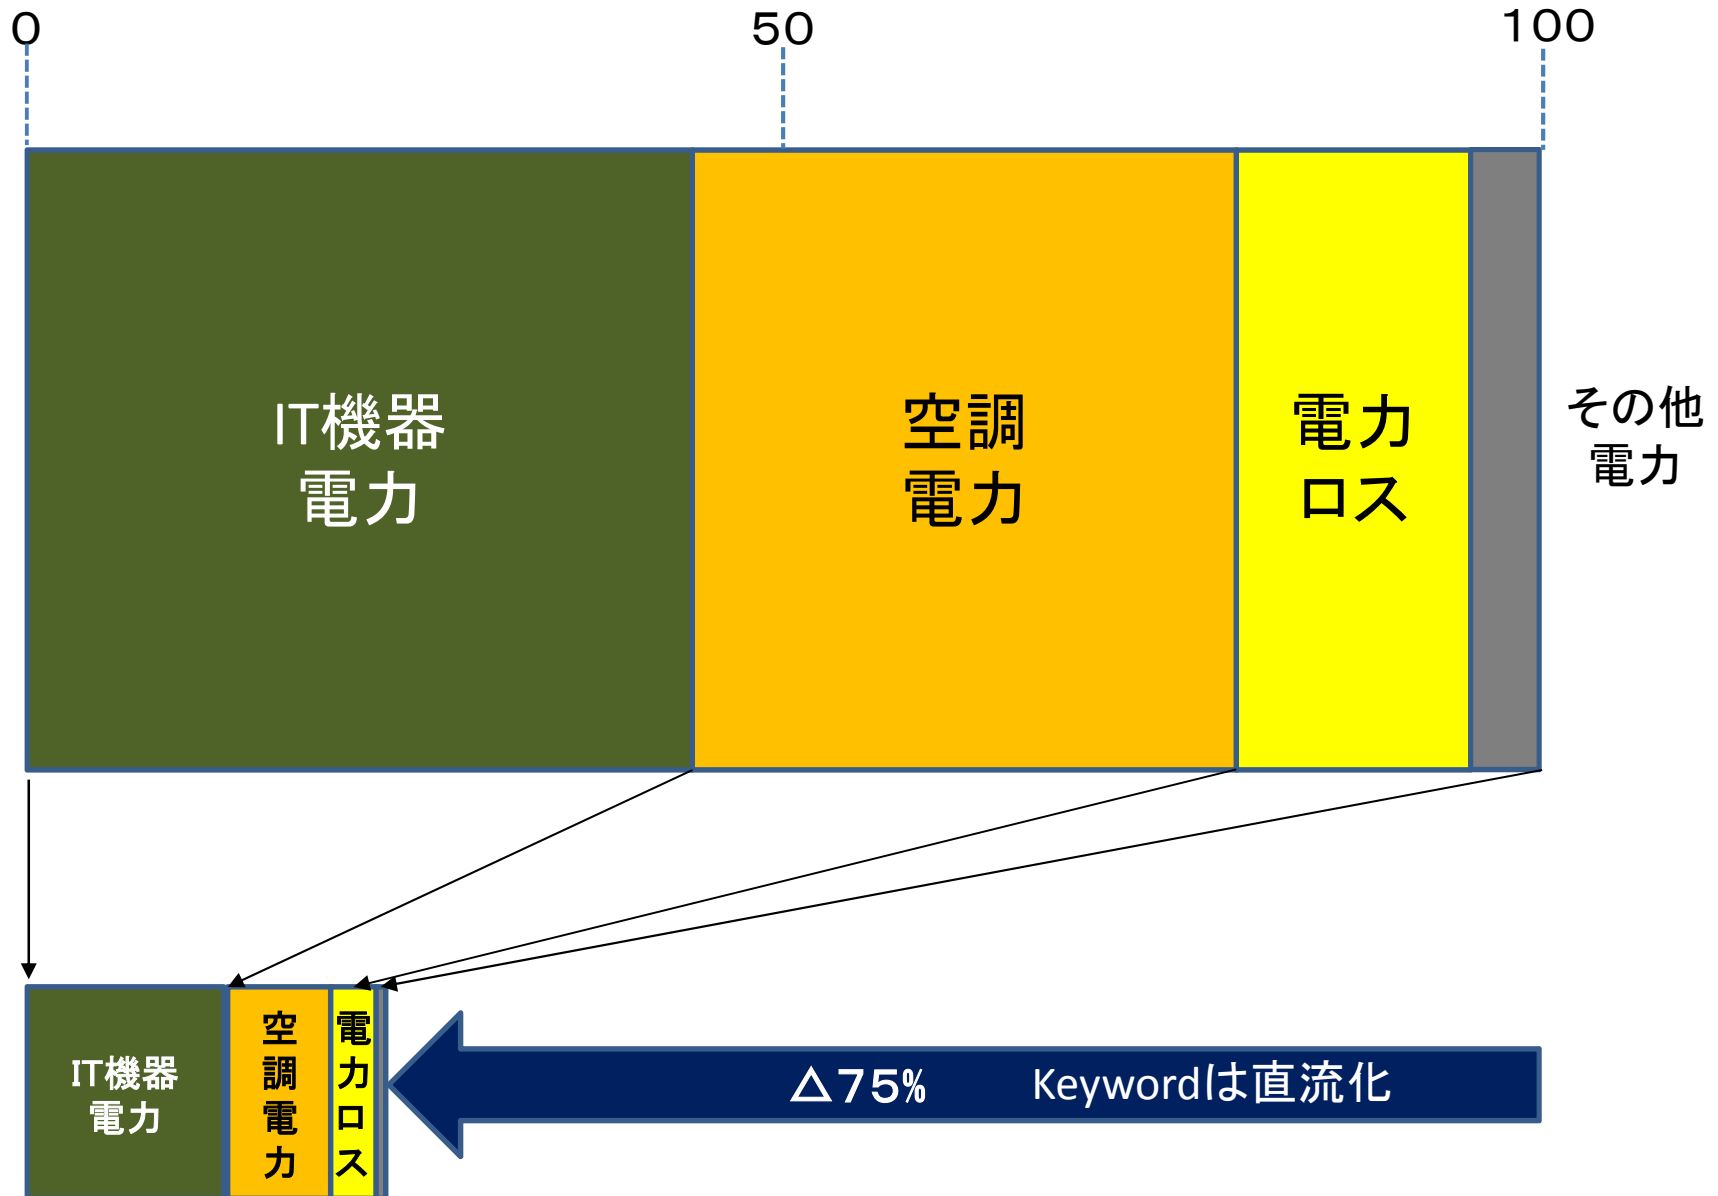 0
50
100
IT機器
電力
空調
電力
電力
ロス
その他
電力
IT機器
電力
空調電力
電力ロス
△75%
Keywordは直流化